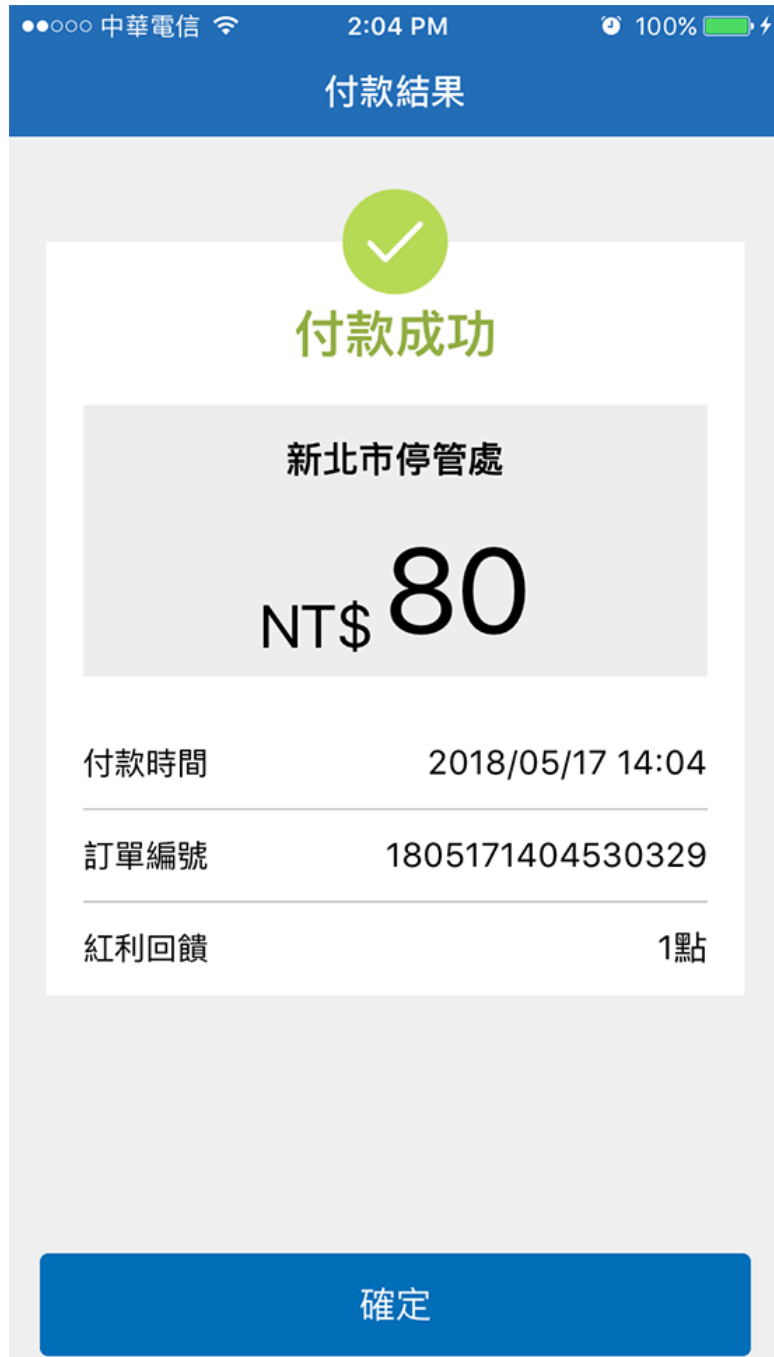 中華電信 2:04 PM 100%
付款結果
付款成功
新北市停管處
NT$ 80
付款時間 2018/05/17 14:04
訂單編號 1805171404530329
紅利回饋 1點
確定